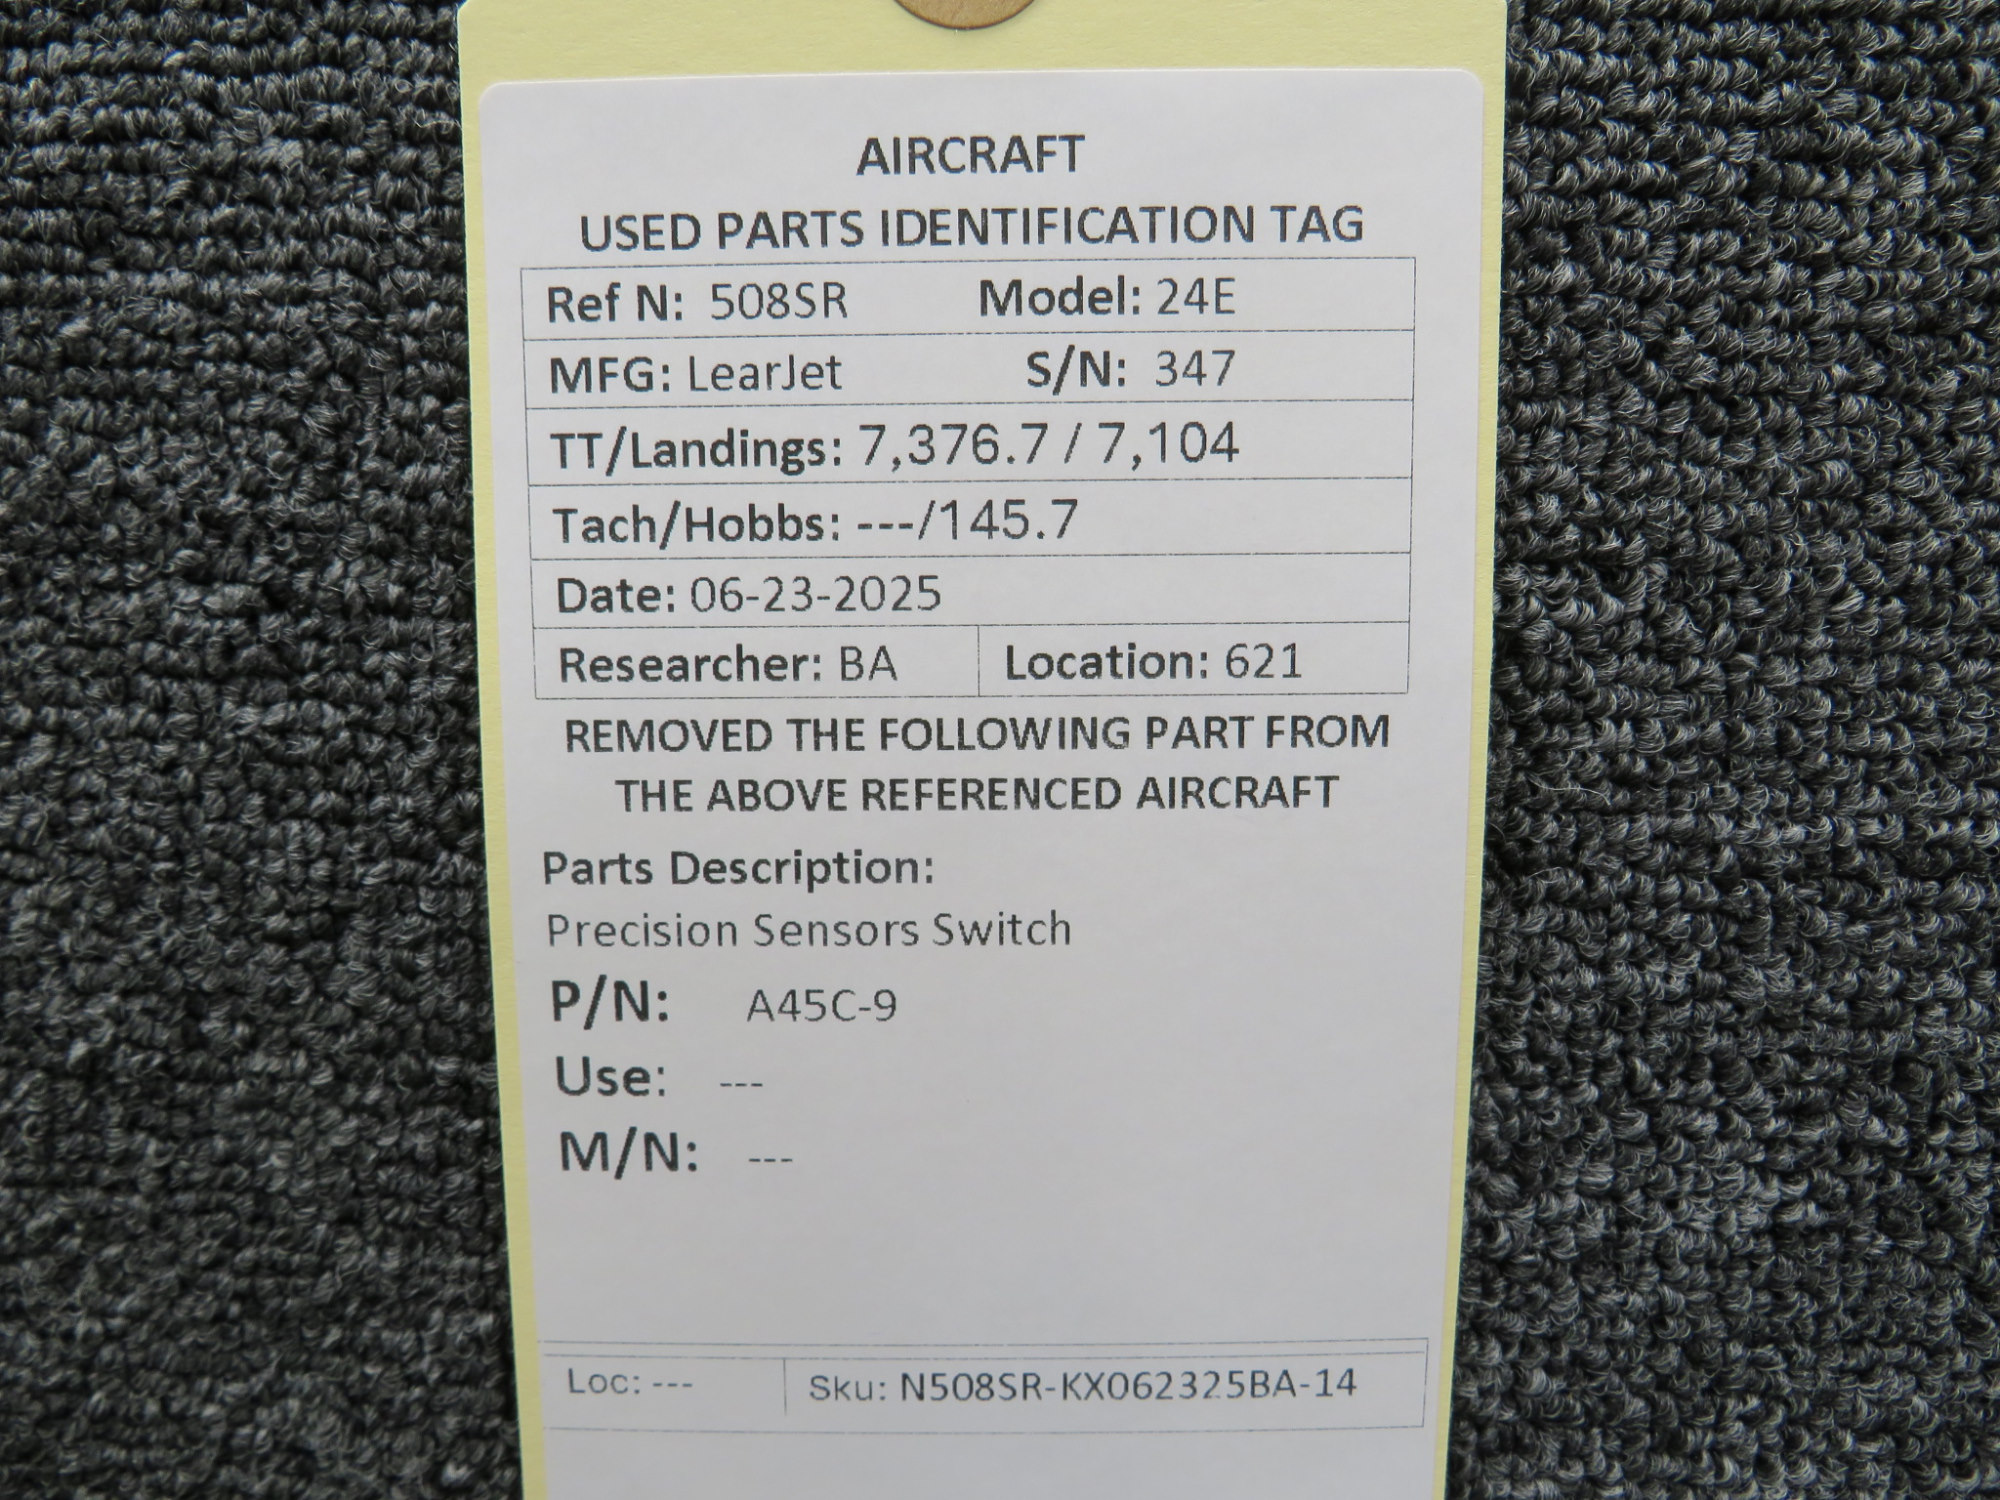 AIRCRAFT
USED PARTS IDENTIFICATION TAG
Ref N: 508SR Model: 24E
MFG: LearJet S/N: 347
TT/Landings: 7,376.7 / 7,104
Tach/Hobbs: ---/145.7
Date: 06-23-2025
Researcher: BA Location: 621
REMOVED THE FOLLOWING PART FROM
THE ABOVE REFERENCED AIRCRAFT
Parts Description:
Precision Sensors Switch
P/N: A45C-9
Use: ---
M/N: ---
Loc: --- Sku: N508SR-KX062325BA-14